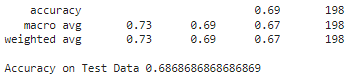 accuracy 0.69 198
macro avg 0.73 0.69 0.67 198
weighted avg 0.73 0.69 0.67 198
Accuracy on Test Data 0.6868686868686869